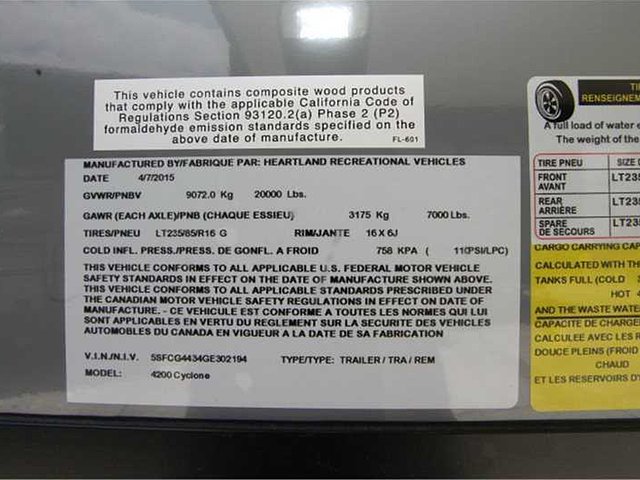 This vehicle contains composite wood products
that comply with the applicable California Code of
Regulations Section 93120.2(a) Phase 2 (P2)
formaldehyde emission standards specified on the
above date of manufacture.
FL-601
MANUFACTURED BY/FABRIQUE PAR: HEARTLAND RECREATIONAL VEHICLES
DATE 4/7/2015
GVWR/PNBV 9072.0 Kg 20000 Lbs.
GAWR (EACH AXLE)/PNB (CHAQUE ESSIEU) 3175 Kg 7000 Lbs.
TIRES/PNEU LT235/85/R16 G RIM/JANTE 16 X 6J
COLD INFL. PRESS./PRESS. DE GONFL. A FROID 758 KPA ( 110PSI/LPC)
THIS VEHICLE CONFORMS TO ALL APPLICABLE U.S. FEDERAL MOTOR VEHICLE
SAFETY STANDARDS IN EFFECT ON THE DATE OF MANUFACTURE SHOWN ABOVE.
THIS VEHICLE CONFORMS TO ALL APPLICABLE STANDARDS PRESCRIBED UNDER
THE CANADIAN MOTOR VEHICLE SAFETY REGULATIONS IN EFFECT ON DATE OF
MANUFACTURE. - CE VEHICULE EST CONFORME A TOUTES LES NORMES QUI LUI
SONT APPLICABLES EN VERTU DU REGLEMENT SUR LA SECURITE DES VEHICLES
AUTOMOBILES DU CANADA EN VIGUEUR A LA DATE DE SA FABRICATION
V.I.N./N.I.V. 5SFCG4434GE302194 TYPE/TYPE: TRAILER / TRA / REM
MODEL: 4200 Cyclone
TI
RENSEIGNEM
A full load of water e
The weight of the
TIRE PNEU SIZE D
FRONT LT235
AVANT
REAR LT235
ARRIÈRE
SPARE LT235
DE SECOURS
CARGO CARRYING CAP
CALCULATED WITH TH
TANKS FULL (COLD
HOT
AND THE WASTE WATER
CAPACITE DE CHARGE
CALCULEE AVEC LES R
DOUCE PLEINS (FROID
CHAUD
ET LES RESERVOIRS D'